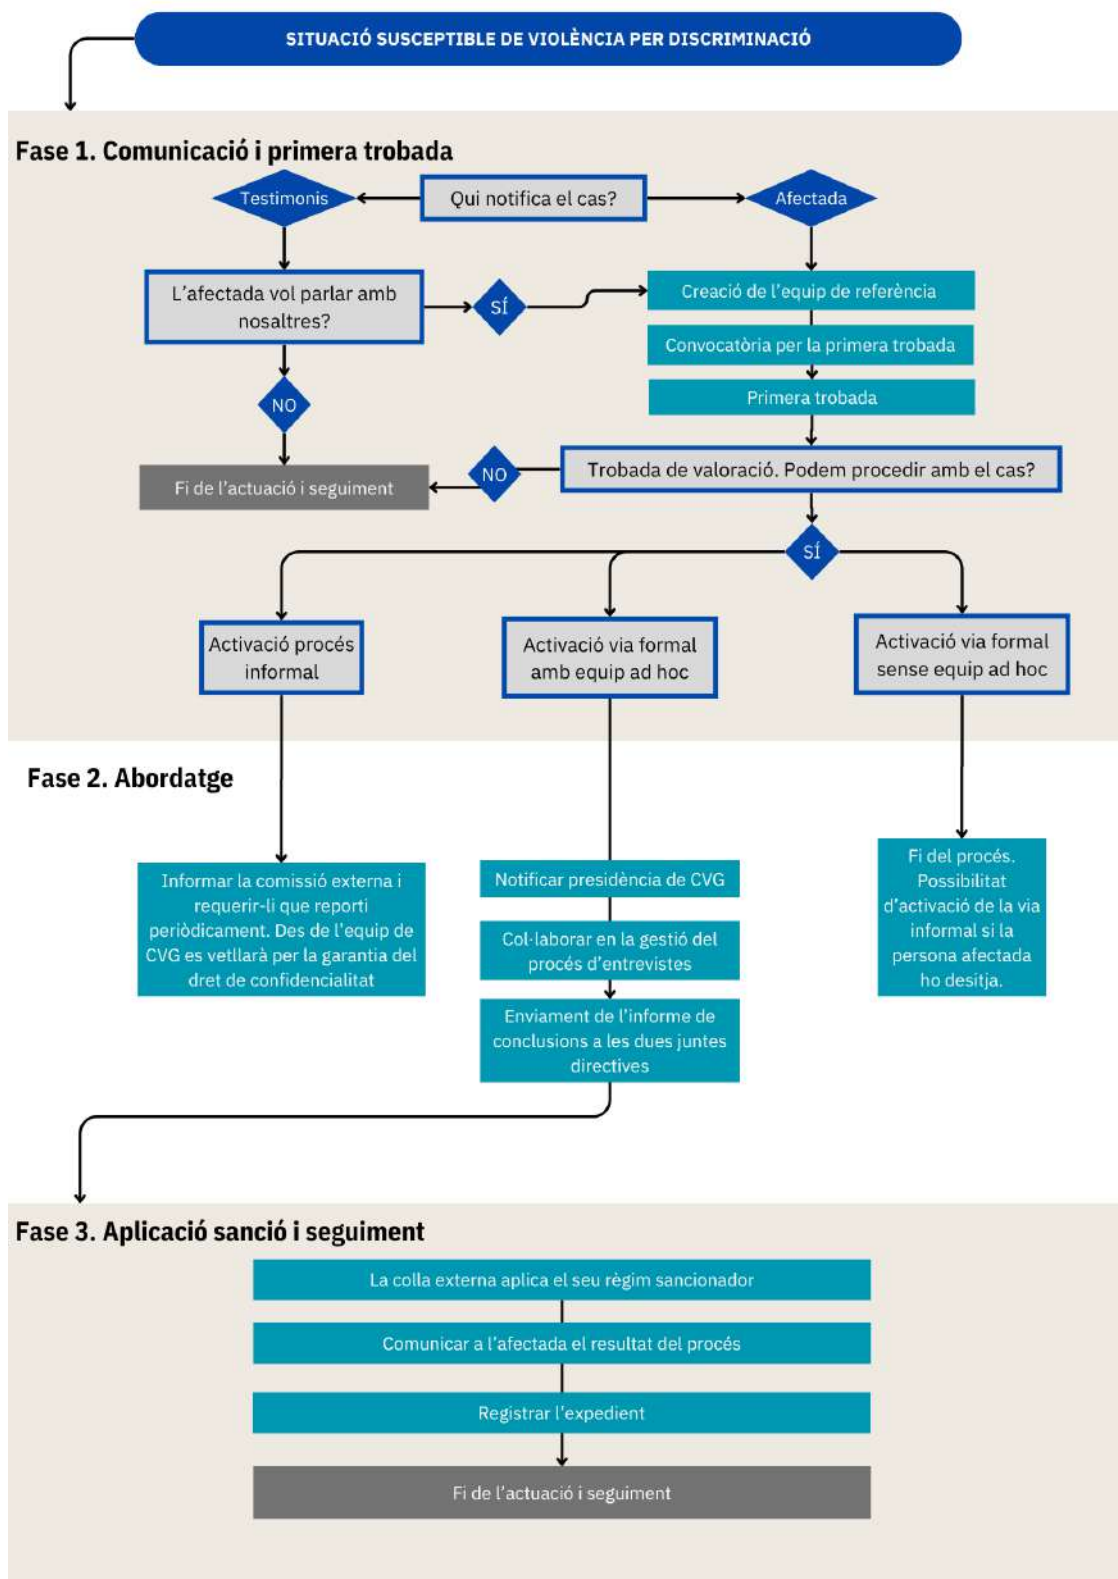 SITUACIÓ SUSCEPTIBLE DE VIOLÈNCIA PER DISCRIMINACIÓ
Fase 1. Comunicació i primera trobada
Testimonis
Qui notifica el cas?
Afectada
L'afectada vol parlar amb
nosaltres?
SÍ
Creació de l'equip de referència
Convocatòria per la primera trobada
Primera trobada
NO
Trobada de valoració. Podem procedir amb el cas?
NO
Fi de l'actuació i seguiment
SÍ
Activació procés
informal
Activació via formal
amb equip ad hoc
Activació via formal
sense equip ad hoc
Fase 2. Abordatge
Informar la comissió externa i
requerir-li que reporti
periòdicament. Des de l'equip de
CVG es vetllarà per la garantia del
dret de confidencialitat
Notificar presidència de CVG
Col·laborar en la gestió del
procés d'entrevistes
Enviament de l'informe de
conclusions a les dues juntes
directives
Fi del procés.
Possibilitat
d'activació de la via
informal si la
persona afectada
ho desitja.
Fase 3. Aplicació sanció i seguiment
La colla externa aplica el seu règim sancionador
Comunicar a l'afectada el resultat del procés
Registrar l'expedient
Fi de l'actuació i seguiment